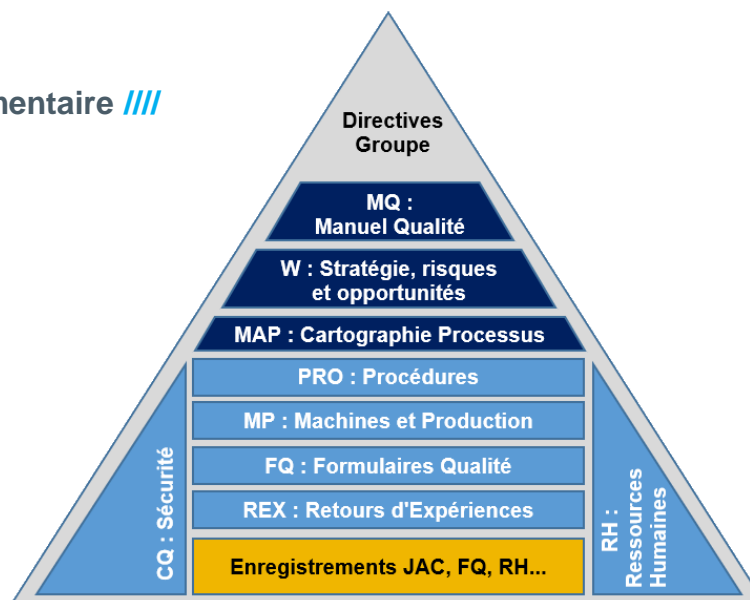 mentaire ////
Directives
Groupe
MQ :
Manuel Qualité
W : Stratégie, risques
et opportunités
MAP : Cartographie Processus
PRO : Procédures
MP : Machines et Production
FQ : Formulaires Qualité
REX : Retours d'Expériences
Enregistrements JAC, FQ, RH...
CQ : Sécurité
RH :
Ressources
Humaines